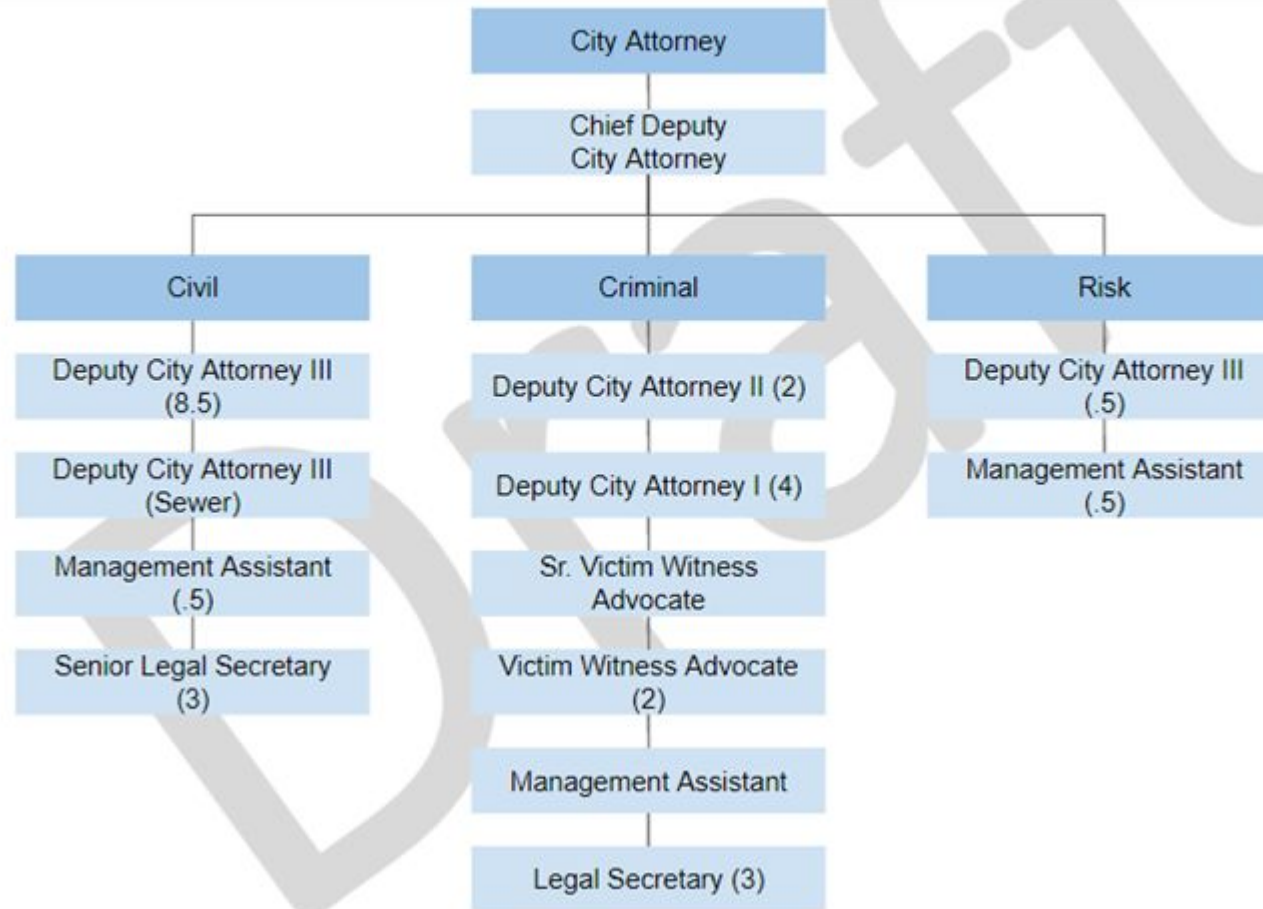 City Attorney
Chief Deputy
City Attorney
Civil
Deputy City Attorney III
(8.5)
Deputy City Attorney III
(Sewer)
Management Assistant
(.5)
Senior Legal Secretary
(3)
Criminal
Deputy City Attorney II (2)
Deputy City Attorney I (4)
Sr. Victim Witness
Advocate
Victim Witness Advocate
(2)
Management Assistant
Legal Secretary (3)
Risk
Deputy City Attorney III
(.5)
Management Assistant
(.5)
Draft